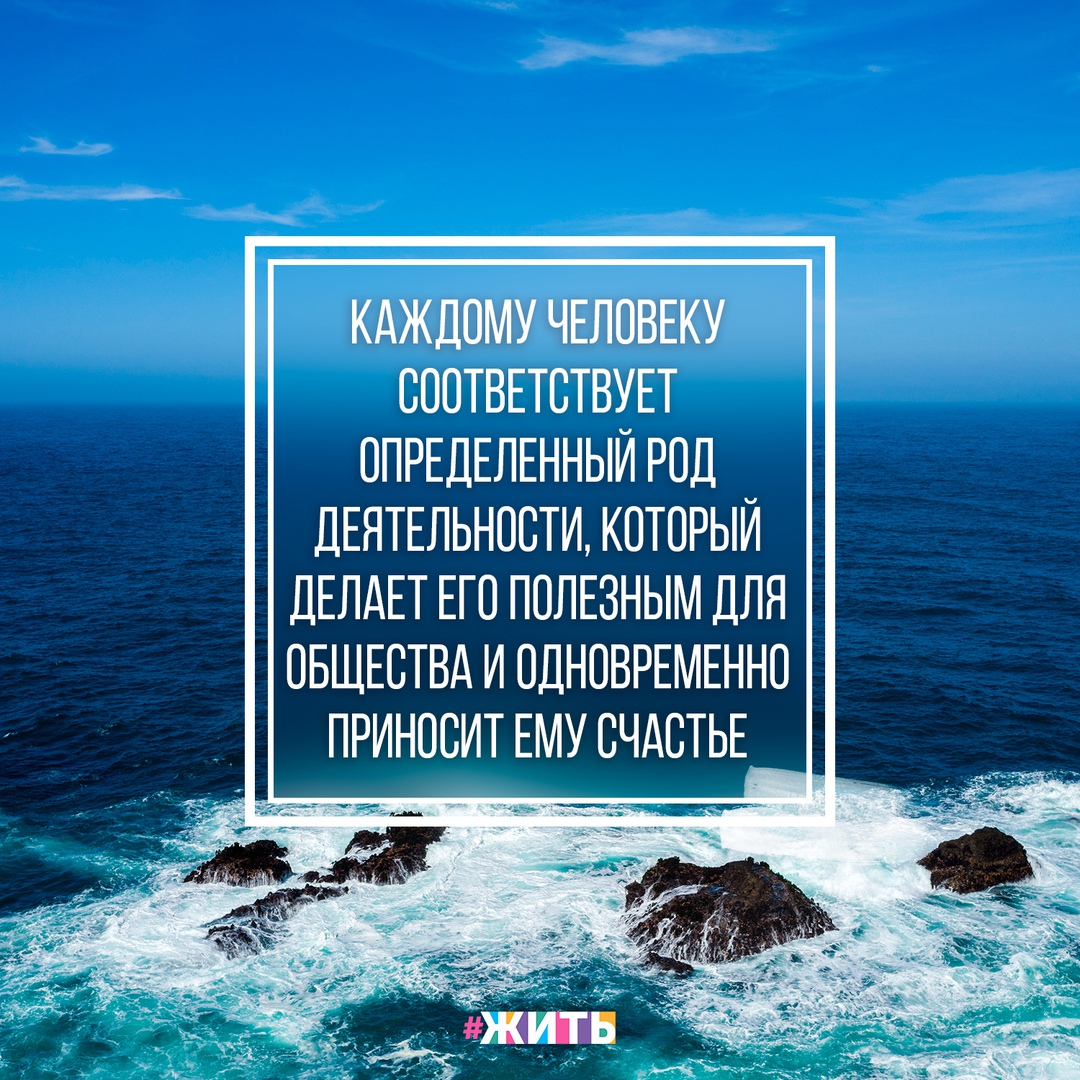 КАЖДОМУ ЧЕЛОВЕКУ
СООТВЕТСТВУЕТ
ОПРЕДЕЛЕННЫЙ РОД
ДЕЯТЕЛЬНОСТИ, КОТОРЫЙ
ДЕЛАЕТ ЕГО ПОЛЕЗНЫМ ДЛЯ
ОБЩЕСТВА И ОДНОВРЕМЕННО
ПРИНОСИТ ЕМУ СЧАСТЬЕ
#ЖИТЬ